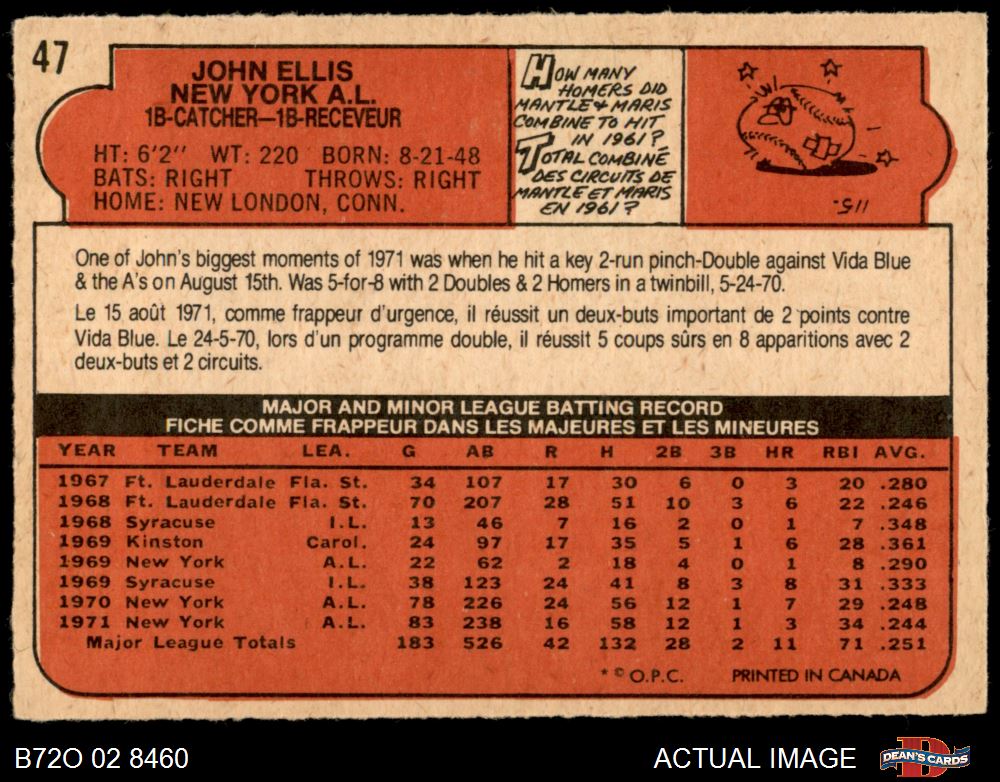 47
JOHN ELLIS
NEW YORK A.L.
1B-CATCHER—1B-RECEVEUR
HT: 6'2" WT: 220 BORN: 8-21-48
BATS: RIGHT THROWS: RIGHT
HOME: NEW LONDON, CONN.
HOW MANY
HOMERS DID
MANTLE & MARIS
COMBINE TO HIT
IN 1961?
TOTAL COMBINÉ
DES CIRCUITS DE
MANTLE ET MARIS
EN 1961?
115.
One of John's biggest moments of 1971 was when he hit a key 2-run pinch-Double against Vida Blue
& the A's on August 15th. Was 5-for-8 with 2 Doubles & 2 Homers in a twinbill, 5-24-70.
Le 15 août 1971, comme frappeur d'urgence, il réussit un deux-buts important de 2 points contre
Vida Blue. Le 24-5-70, lors d'un programme double, il réussit 5 coups sûrs en 8 apparitions avec 2
deux-buts et 2 circuits.
MAJOR AND MINOR LEAGUE BATTING RECORD
FICHE COMME FRAPPEUR DANS LES MAJEURES ET LES MINEURES
YEAR TEAM LEA. G AB R H 2B 3B HR RBI AVG.
1967 Ft. Lauderdale Fla. St. 34 107 17 30 6 0 3 20 .280
1968 Ft. Lauderdale Fla. St. 70 207 28 51 10 3 6 22 .246
1968 Syracuse I.L. 13 46 7 16 2 0 1 7 .348
1969 Kinston Carol. 24 97 17 35 5 1 6 28 .361
1969 New York A.L. 22 62 2 18 4 0 1 8 .290
1969 Syracuse I.L. 38 123 24 41 8 3 8 31 .333
1970 New York A.L. 78 226 24 56 12 1 7 29 .248
1971 New York A.L. 83 238 16 58 12 1 3 34 .244
Major League Totals 183 526 42 132 28 2 11 71 .251
* © O.P.C. PRINTED IN CANADA
B72O 02 8460 ACTUAL IMAGE DEAN'S CARDS